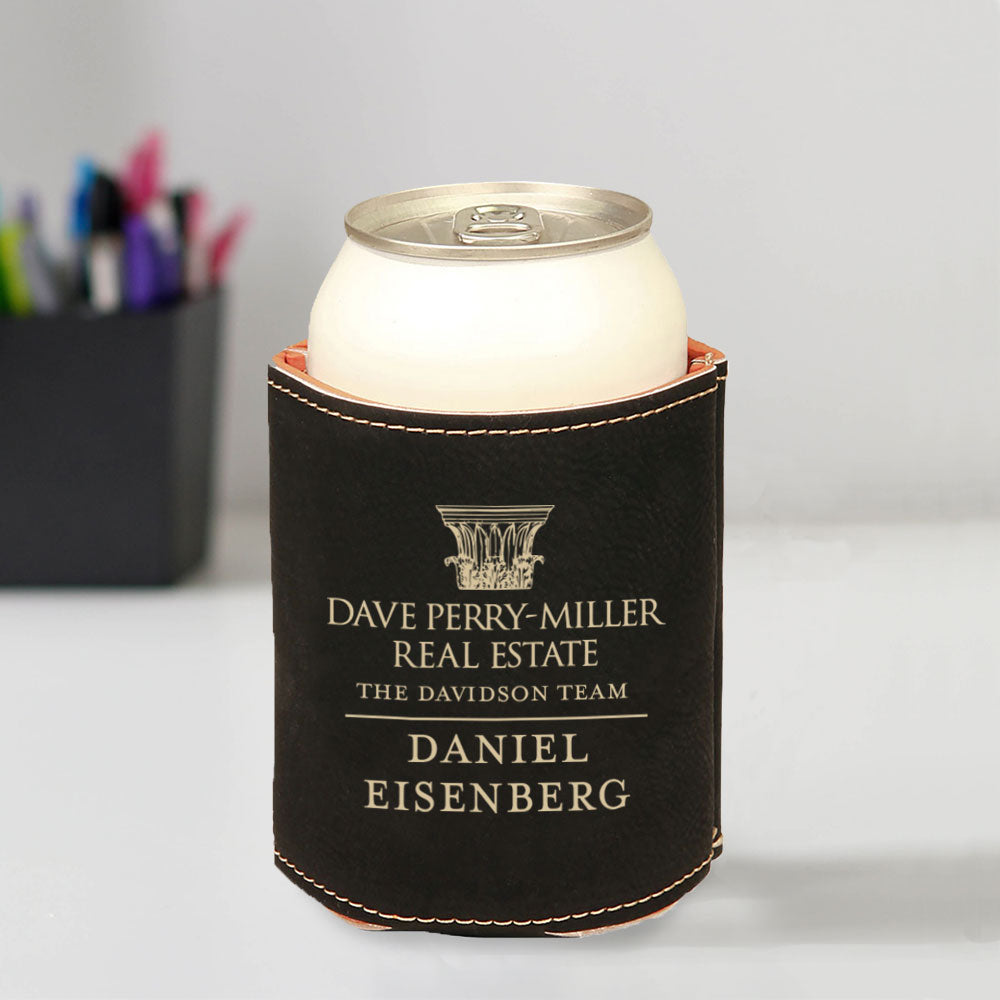 DAVE PERRY-MILLER
REAL ESTATE
THE DAVIDSON TEAM
DANIEL
EISENBERG